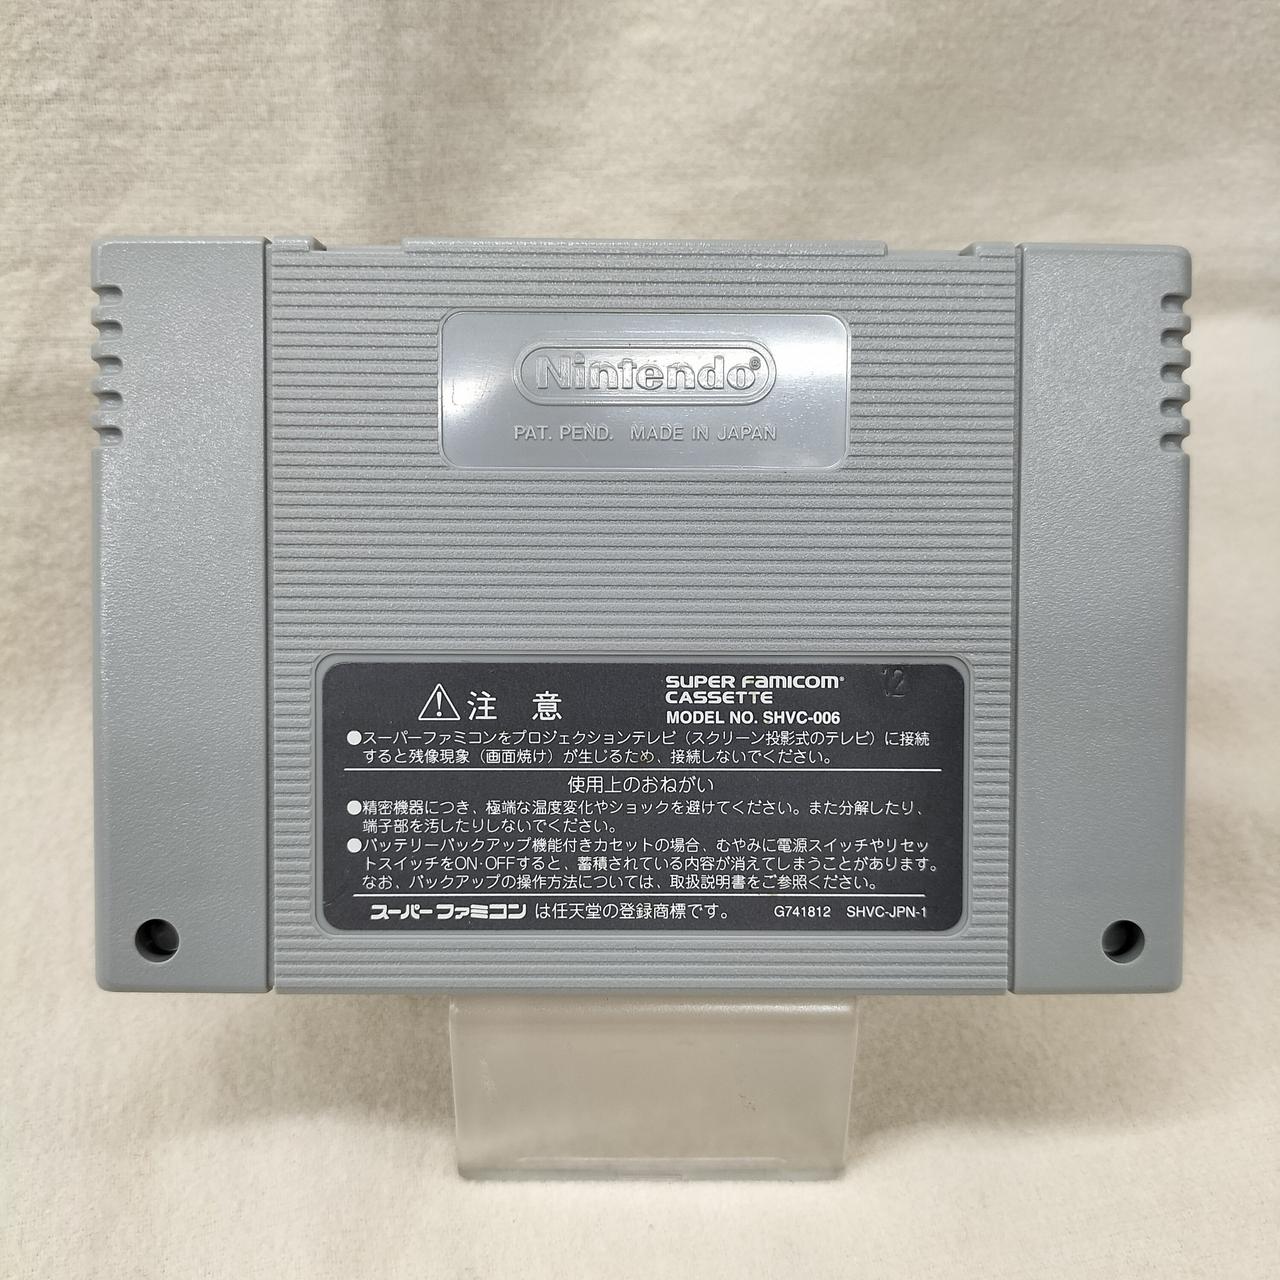 Nintendo®
PAT. PEND. MADE IN JAPAN
注 意
SUPER FAMICOM®
CASSETTE
MODEL NO. SHVC-006
12
●スーパーファミコンをプロジェクションテレビ（スクリーン投影式のテレビ）に接続
すると残像現象（画面焼け）が生じるため、接続しないでください。
使用上のおねがい
●精密機器につき、極端な温度変化やショックを避けてください。また分解したり、
端子部を汚したりしないでください。
●バッテリーバックアップ機能付きカセットの場合、むやみに電源スイッチやリセッ
トスイッチをON·OFFすると、蓄積されている内容が消えてしまうことがあります。
なお、バックアップの操作方法については、取扱説明書をご参照ください。
スーパーファミコン は任天堂の登録商標です。 G741812 SHVC-JPN-1